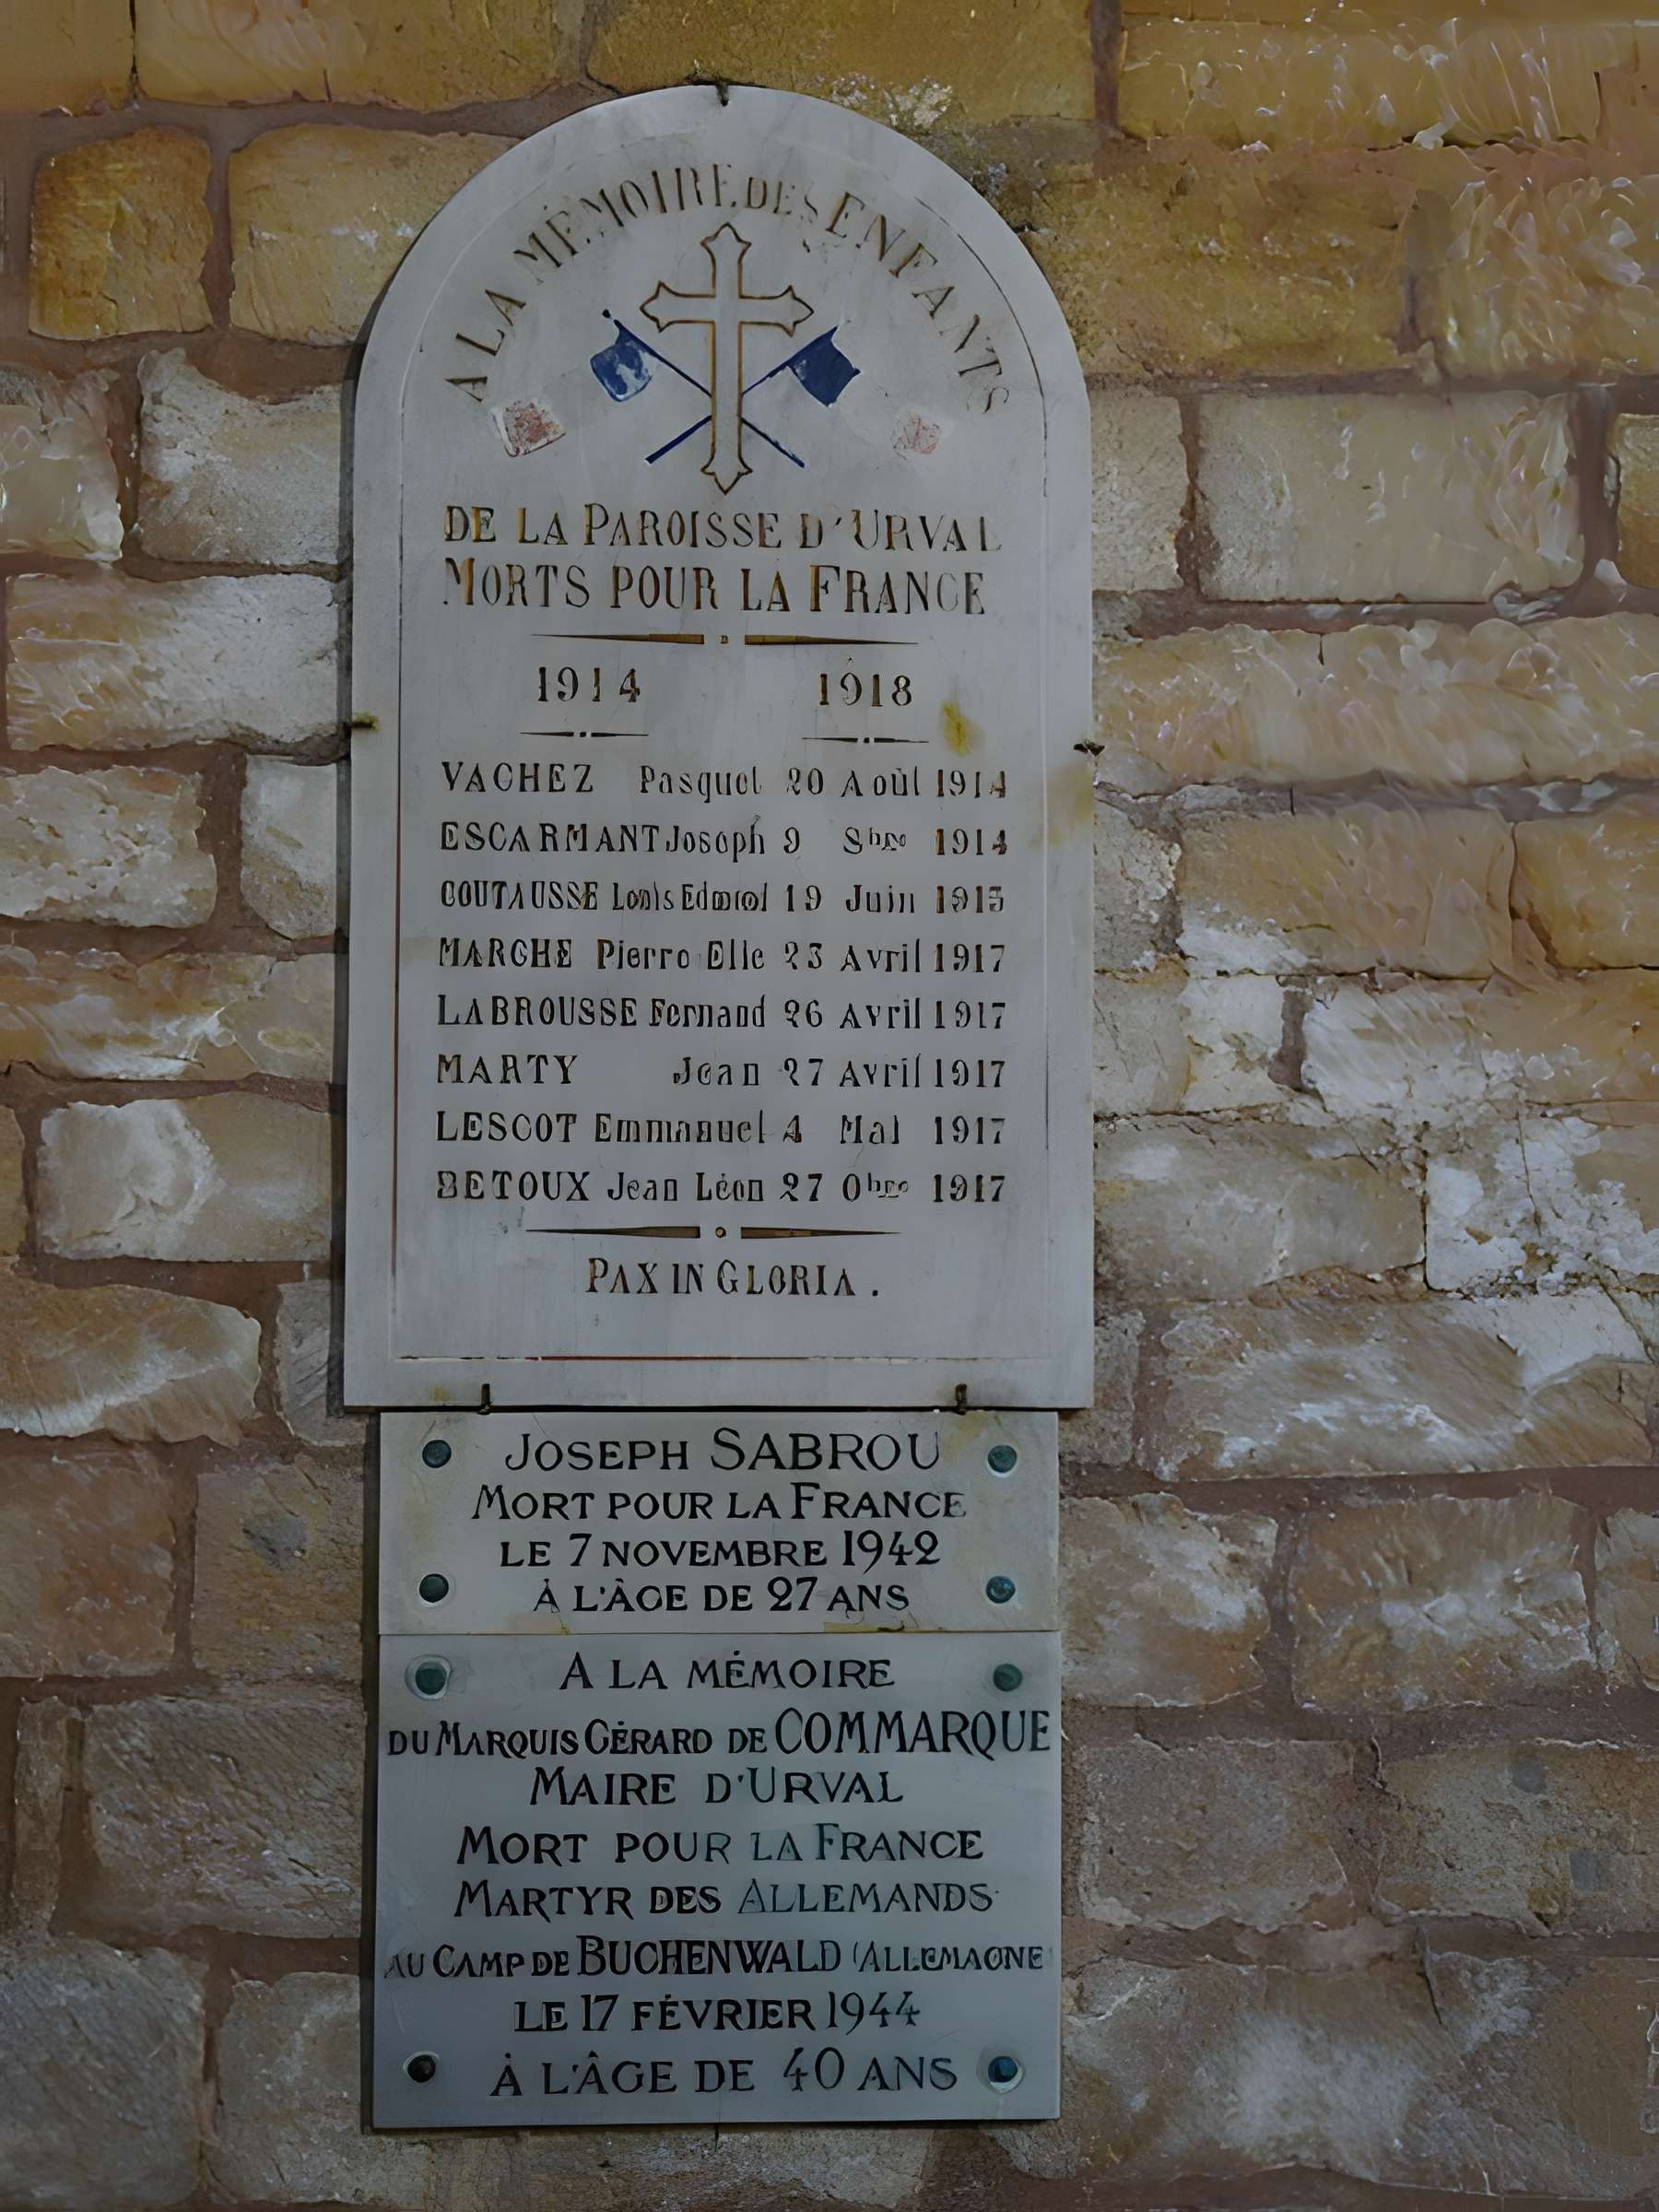 A LA MÉMOIRE DES ENFANTS
DE LA PAROISSE D'URVAL
MORTS POUR LA FRANCE
1914 1918
VACHEZ Pasquet 20 Août 1914
ESCARMANT Joseph 9 Sbre 1914
COUTAUSSE Louis Edmond 19 Juin 1915
MARCHE Pierre Elie 23 Avril 1917
LABROUSSE Fernand 26 Avril 1917
MARTY Jean 27 Avril 1917
LESCOT Emmanuel 4 Mai 1917
BETOUX Jean Léon 27 Obre 1917
PAX IN GLORIA.
JOSEPH SABROU
MORT POUR LA FRANCE
LE 7 NOVEMBRE 1942
À L'ÂGE DE 27 ANS
A LA MÉMOIRE
DU MARQUIS GÉRARD DE COMMARQUE
MAIRE D'URVAL
MORT POUR LA FRANCE
MARTYR DES ALLEMANDS
AU CAMP DE BUCHENWALD (ALLEMAGNE
LE 17 FÉVRIER 1944
À L'ÂGE DE 40 ANS